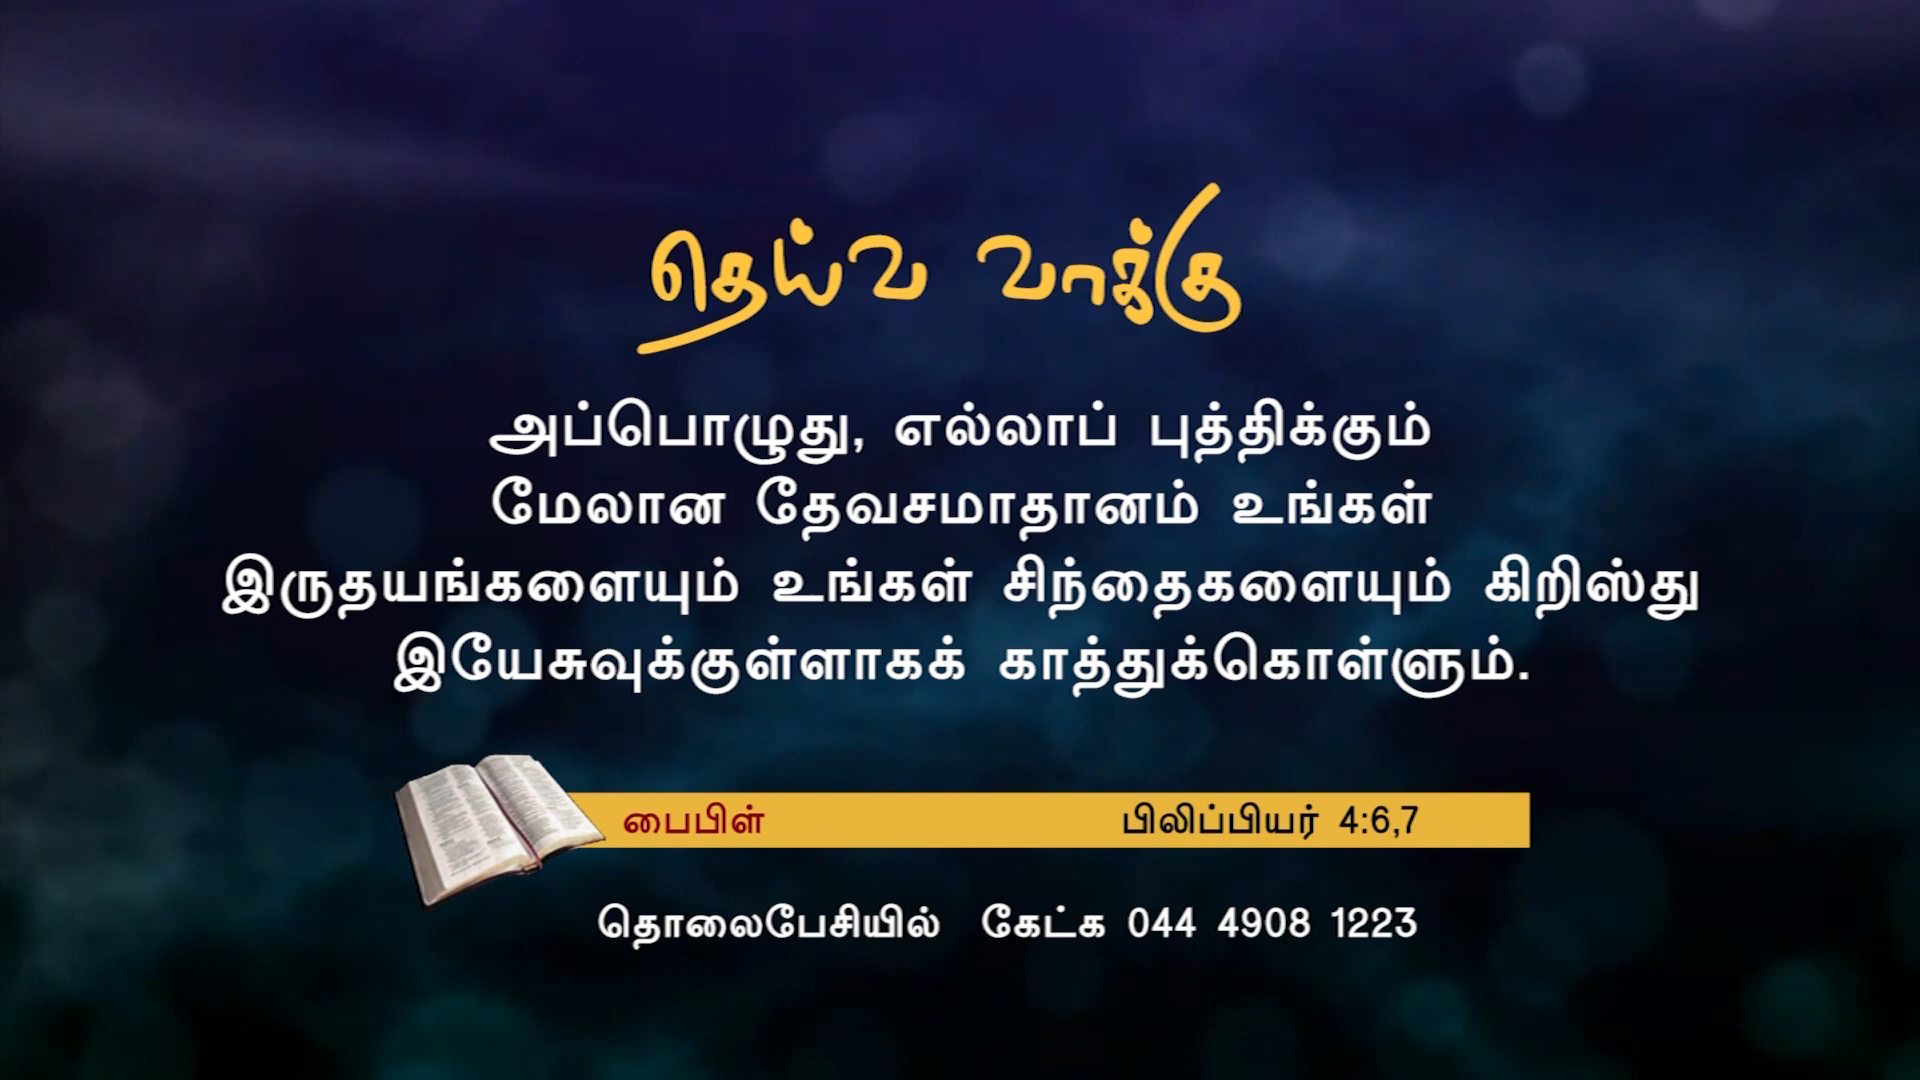 தெய்வ வாக்கு
அப்பொழுது, எல்லாப் புத்திக்கும்
மேலான தேவசமாதானம் உங்கள்
இருதயங்களையும் உங்கள் சிந்தைகளையும் கிறிஸ்து
இயேசுவுக்குள்ளாகக் காத்துக்கொள்ளும்.
பைபிள் பிலிப்பியர் 4:6,7
தொலைபேசியில் கேட்க 044 4908 1223